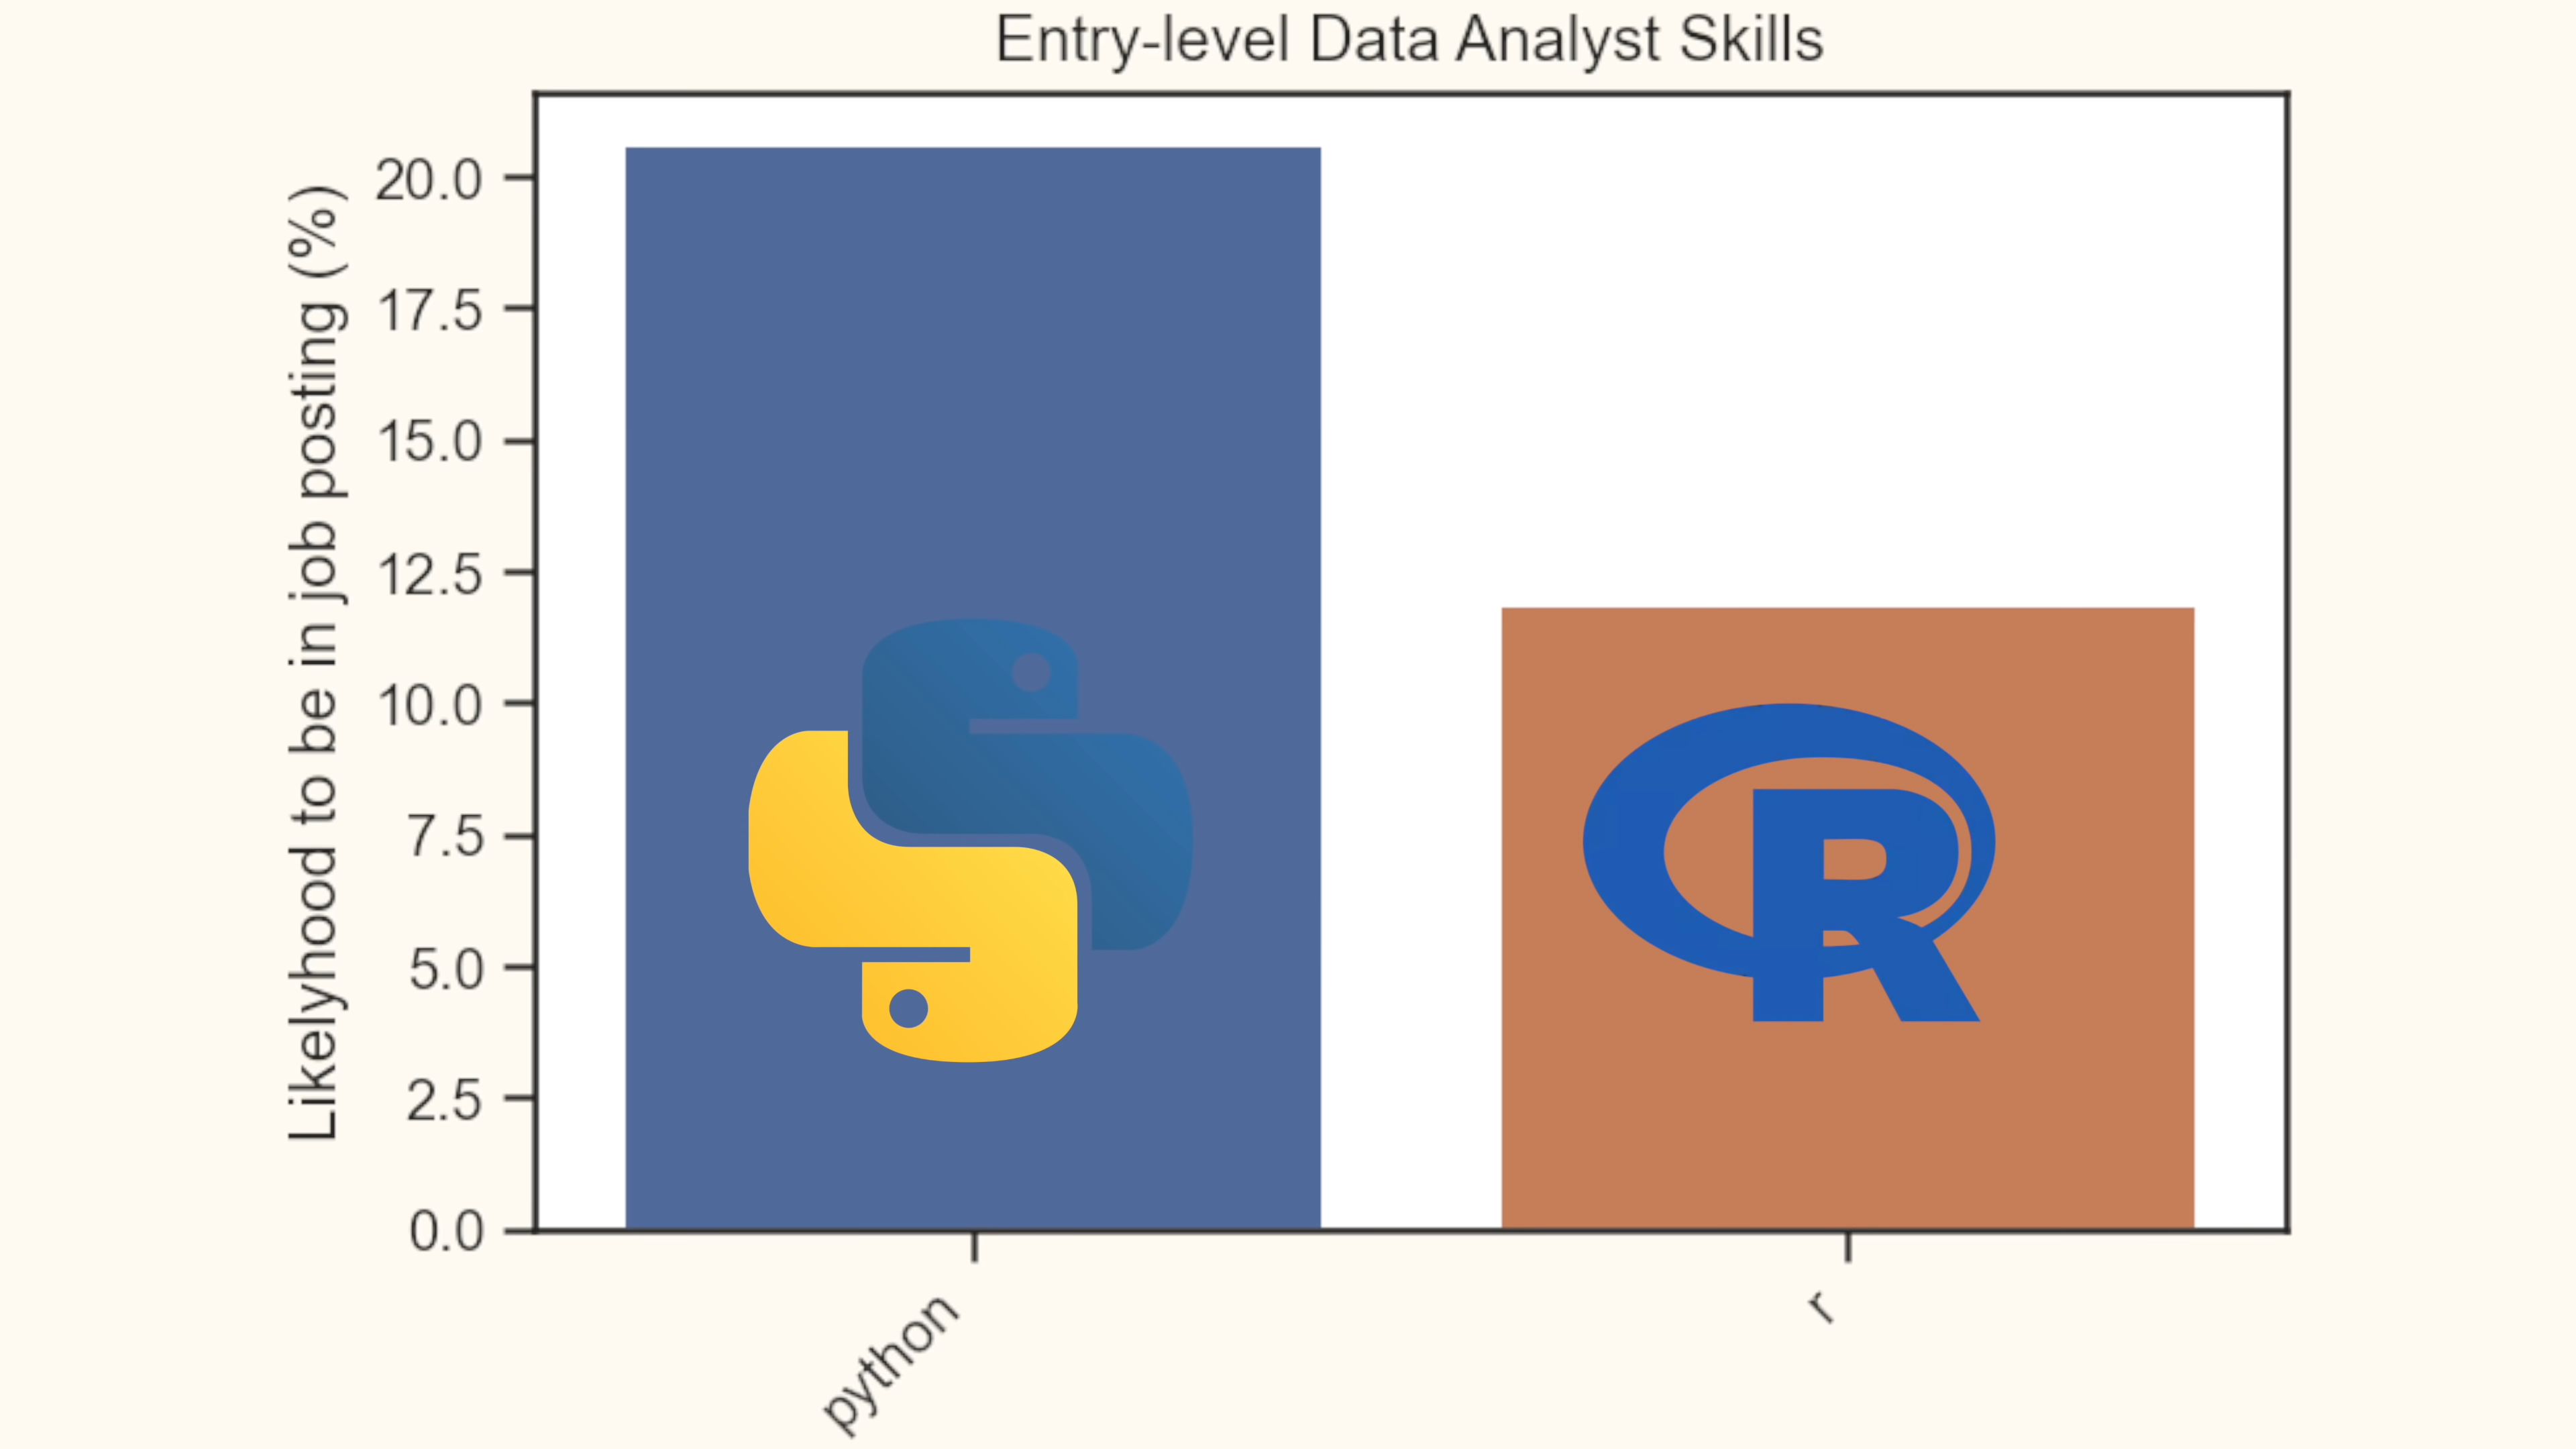 Entry-level Data Analyst Skills
Likelyhood to be in job posting (%)
20.0
17.5
15.0
12.5
10.0
7.5
5.0
2.5
0.0
R
python
r